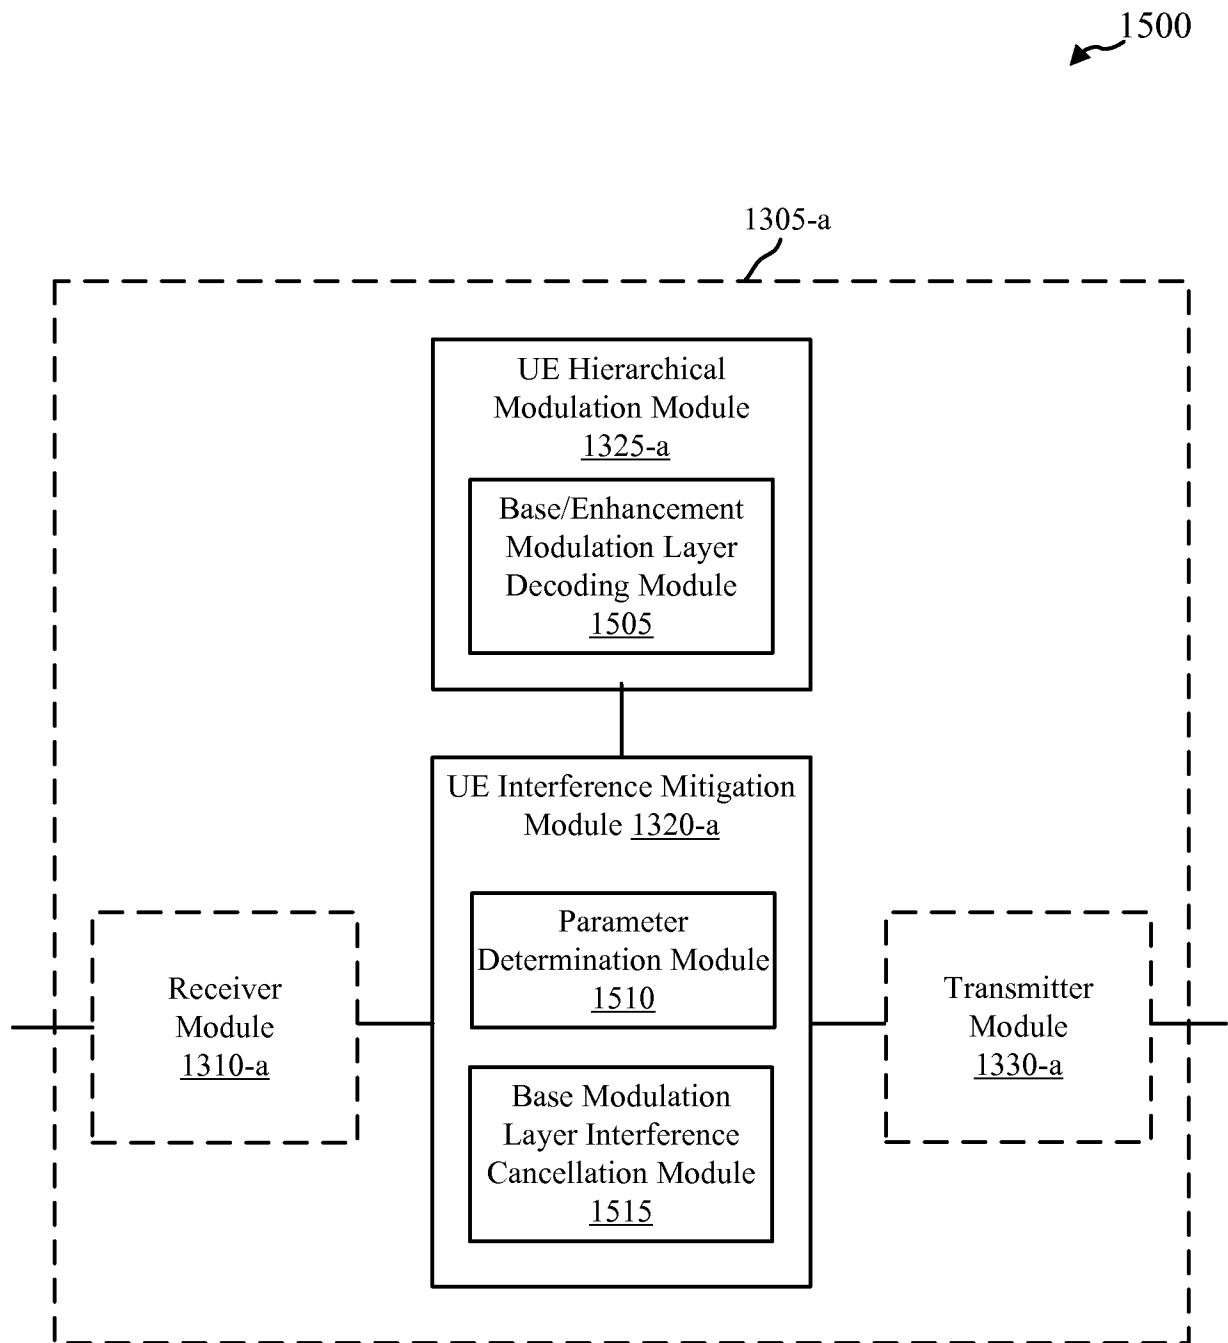 1500
1305-a
UE Hierarchical
Modulation Module
1325-a
Base/Enhancement
Modulation Layer
Decoding Module
1505
UE Interference Mitigation
Module 1320-a
Parameter
Determination Module
1510
Base Modulation
Layer Interference
Cancellation Module
1515
Receiver
Module
1310-a
Transmitter
Module
1330-a